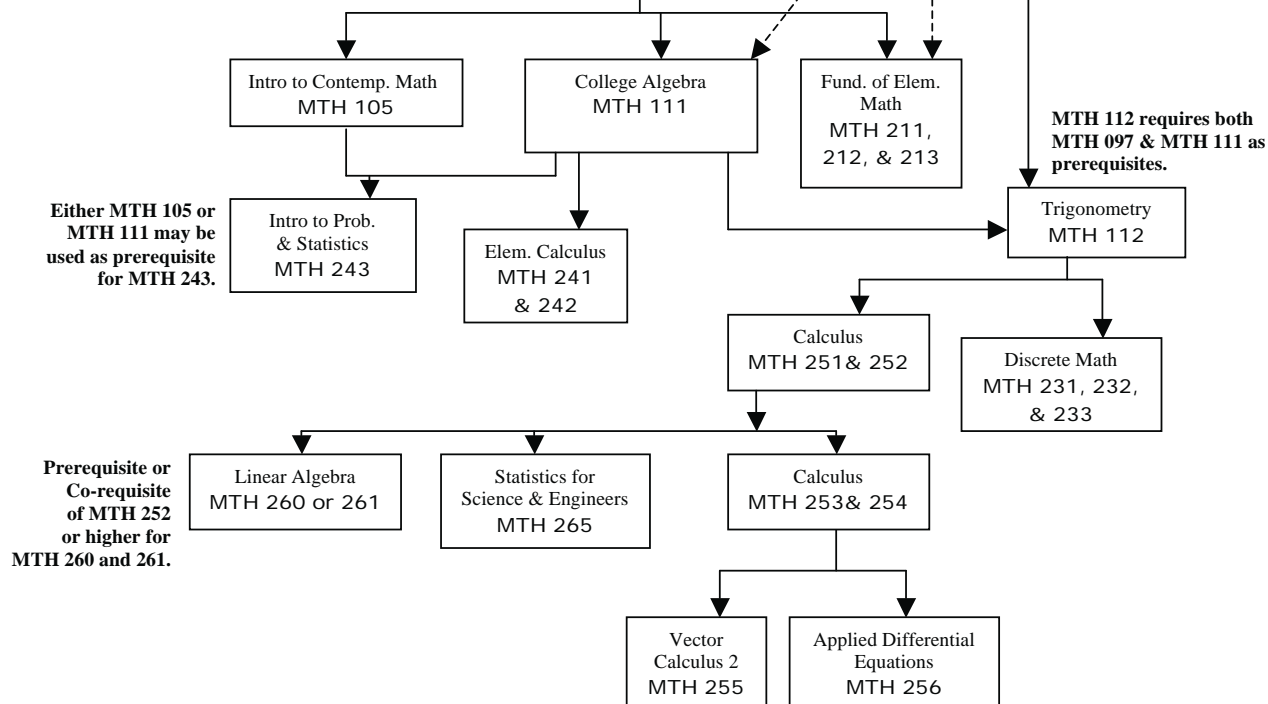 Intro to Contemp. Math
MTH 105
College Algebra
MTH 111
Fund. of Elem.
Math
MTH 211,
212, & 213
MTH 112 requires both
MTH 097 & MTH 111 as
prerequisites.
Either MTH 105 or
MTH 111 may be
used as prerequisite
for MTH 243.
Intro to Prob.
& Statistics
MTH 243
Elem. Calculus
MTH 241
& 242
Trigonometry
MTH 112
Calculus
MTH 251& 252
Discrete Math
MTH 231, 232,
& 233
Prerequisite or
Co-requisite
of MTH 252
or higher for
MTH 260 and 261.
Linear Algebra
MTH 260 or 261
Statistics for
Science & Engineers
MTH 265
Calculus
MTH 253& 254
Vector
Calculus 2
MTH 255
Applied Differential
Equations
MTH 256